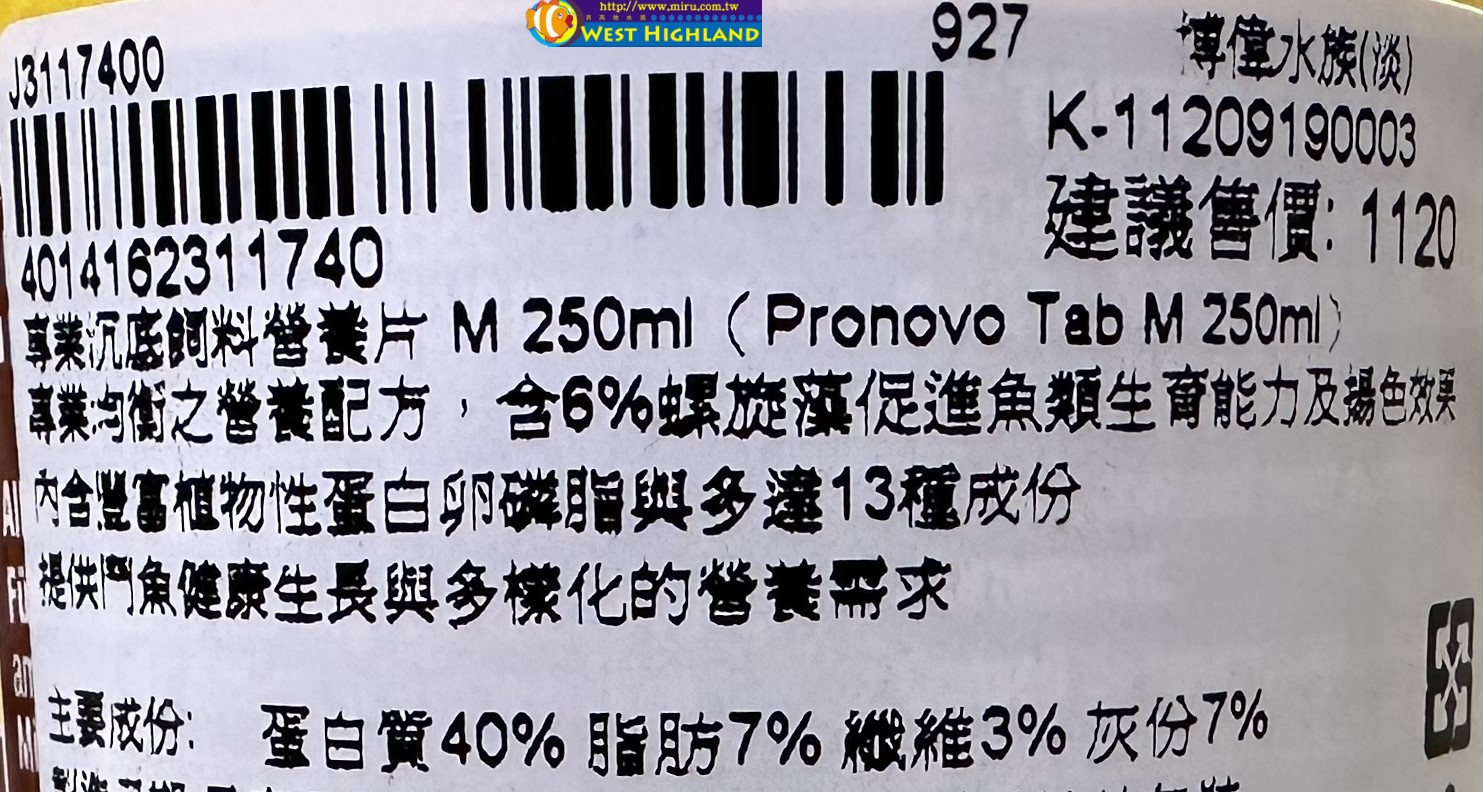 http://www.miru.com.tw
西高地水族
WEST HIGHLAND
J3117400
927
博偉水族(淡)
K-11209190003
建議售價: 1120
4014162311740
專業沉底飼料營養片 M 250ml (Pronovo Tab M 250ml)
專業均衡之營養配方,含6%螺旋藻促進魚類生育能力及揚色效果
內含豐富植物性蛋白卵磷脂與多達13種成份
提供鬥魚健康生長與多樣化的營養需求
主要成份: 蛋白質40% 脂肪7% 纖維3% 灰份7%